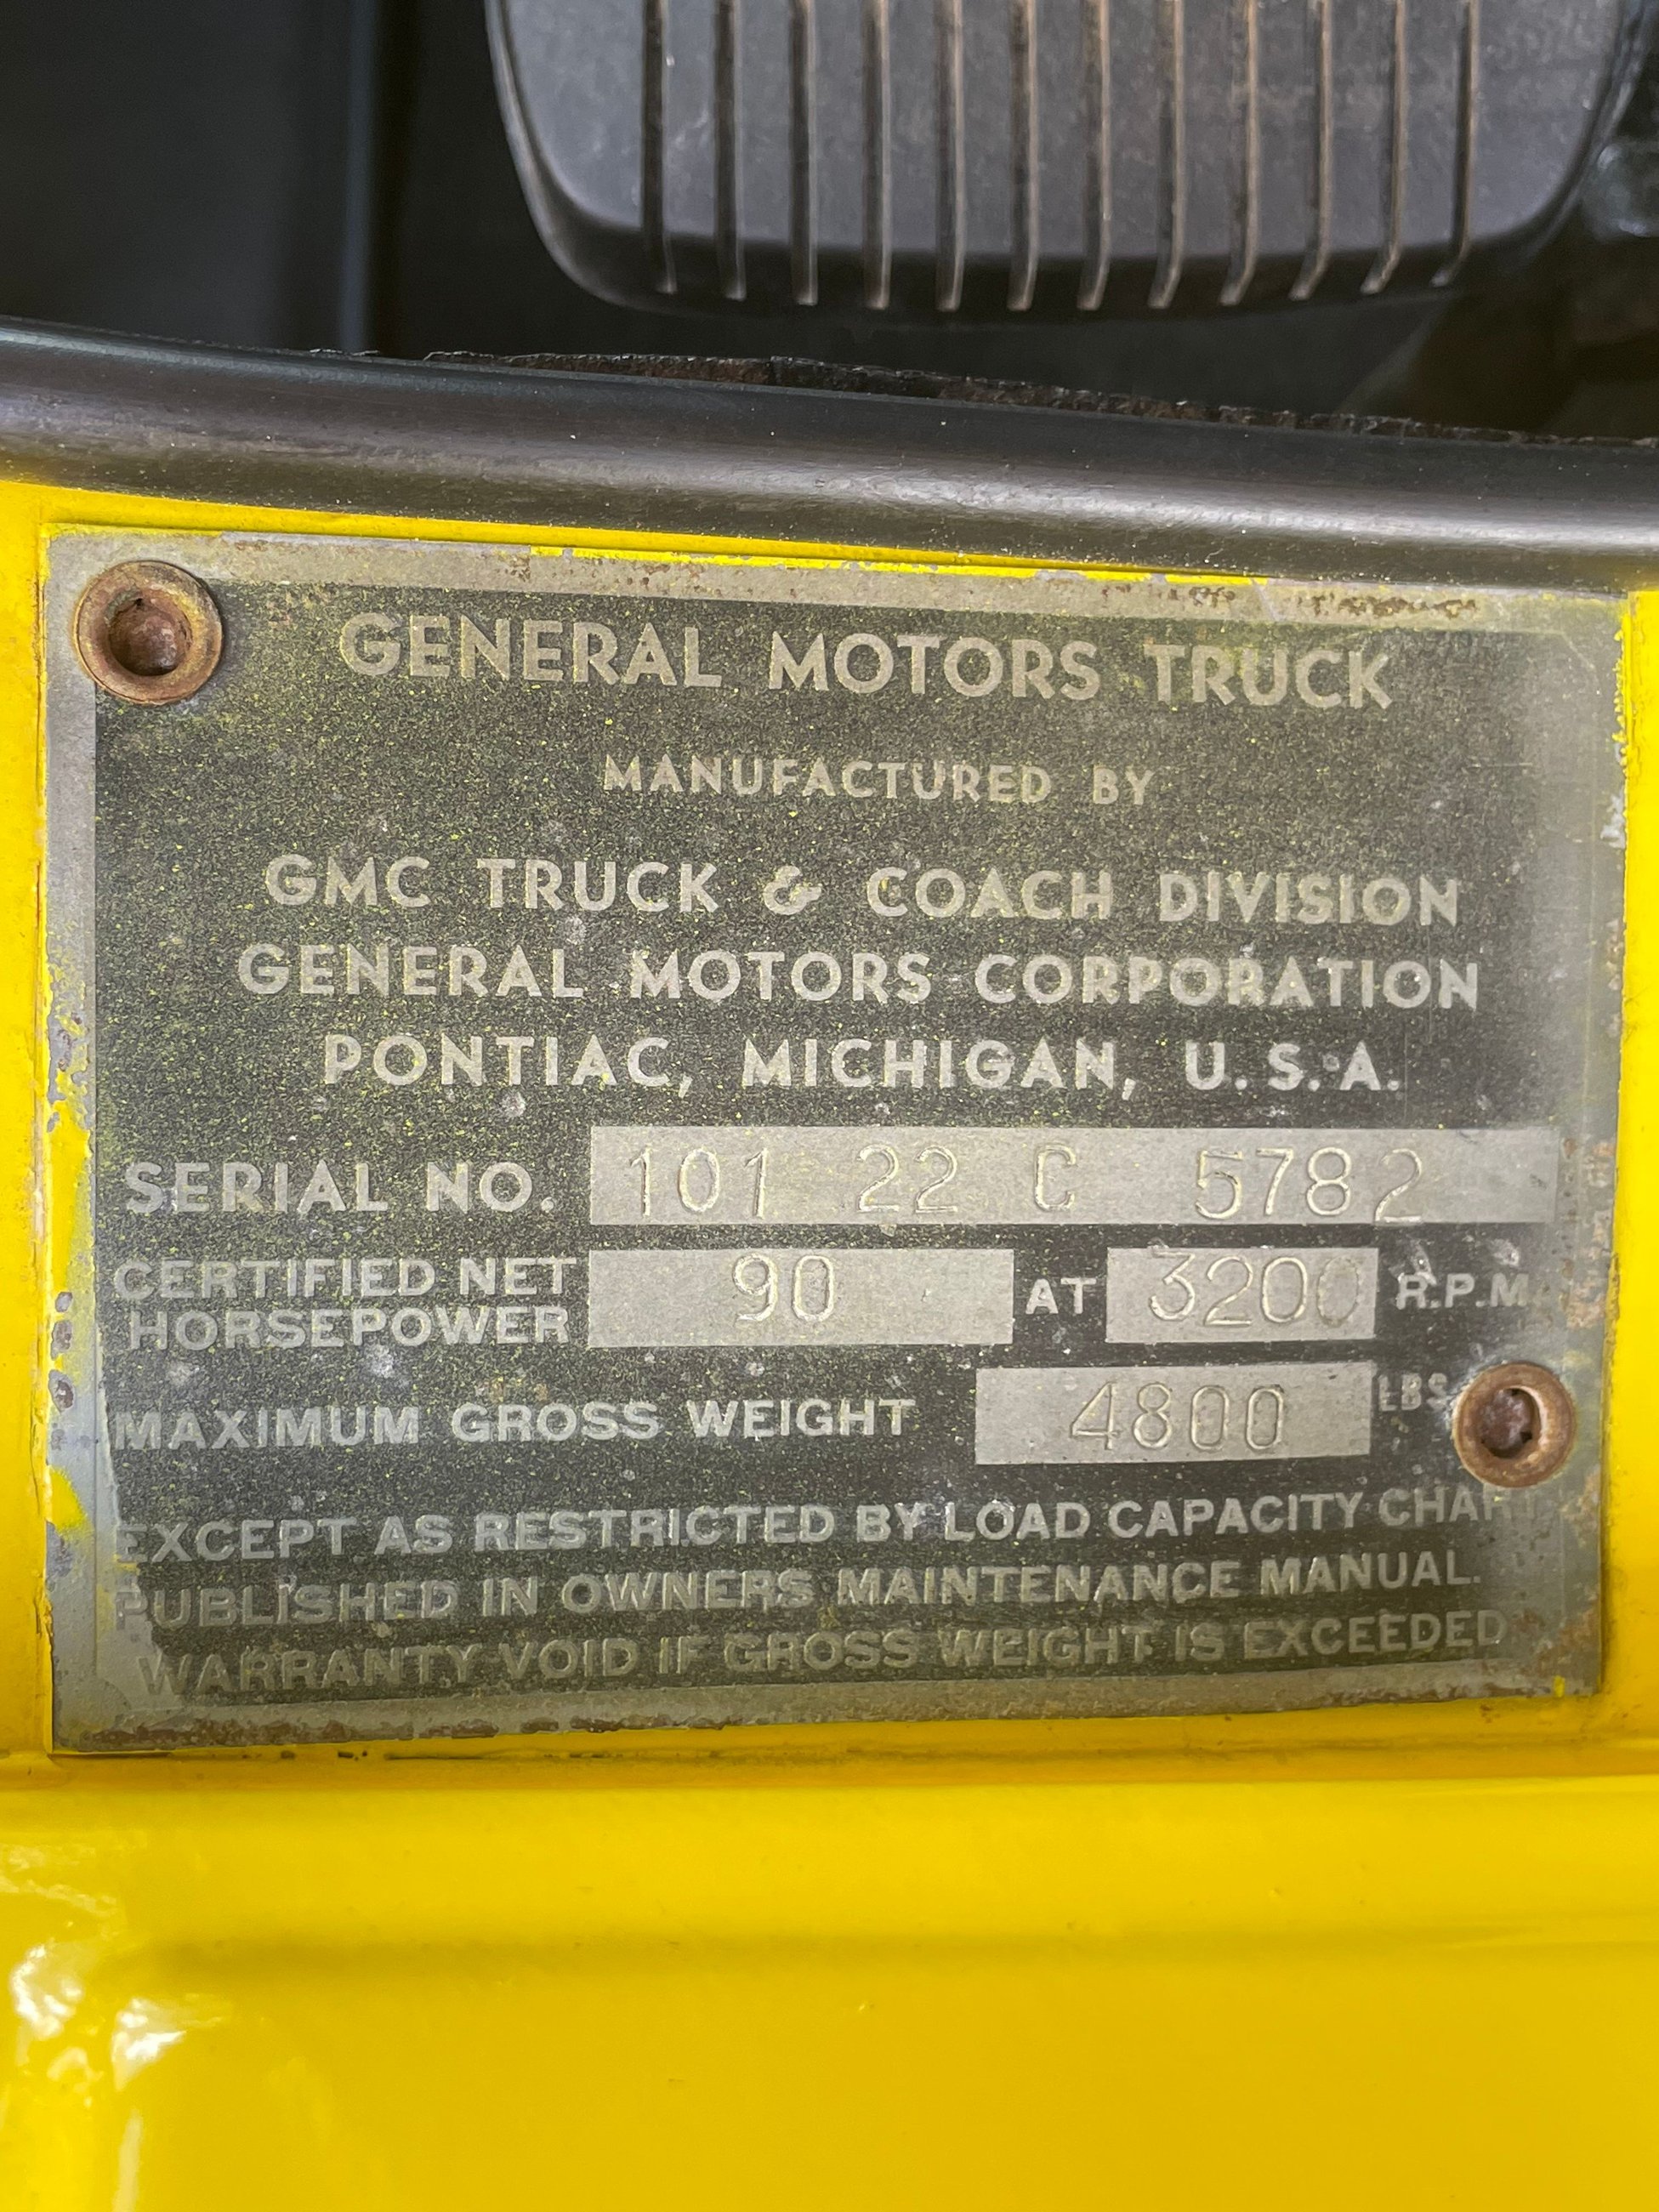 GENERAL MOTORS TRUCK
MANUFACTURED BY
GMC TRUCK & COACH DIVISION
GENERAL MOTORS CORPORATION
PONTIAC, MICHIGAN, U.S.A.
SERIAL NO. 101 22 C 5782
CERTIFIED NET HORSEPOWER 90 AT 3200 R.P.M.
MAXIMUM GROSS WEIGHT 4800 LBS
EXCEPT AS RESTRICTED BY LOAD CAPACITY CHART
PUBLISHED IN OWNERS MAINTENANCE MANUAL.
WARRANTY VOID IF GROSS WEIGHT IS EXCEEDED